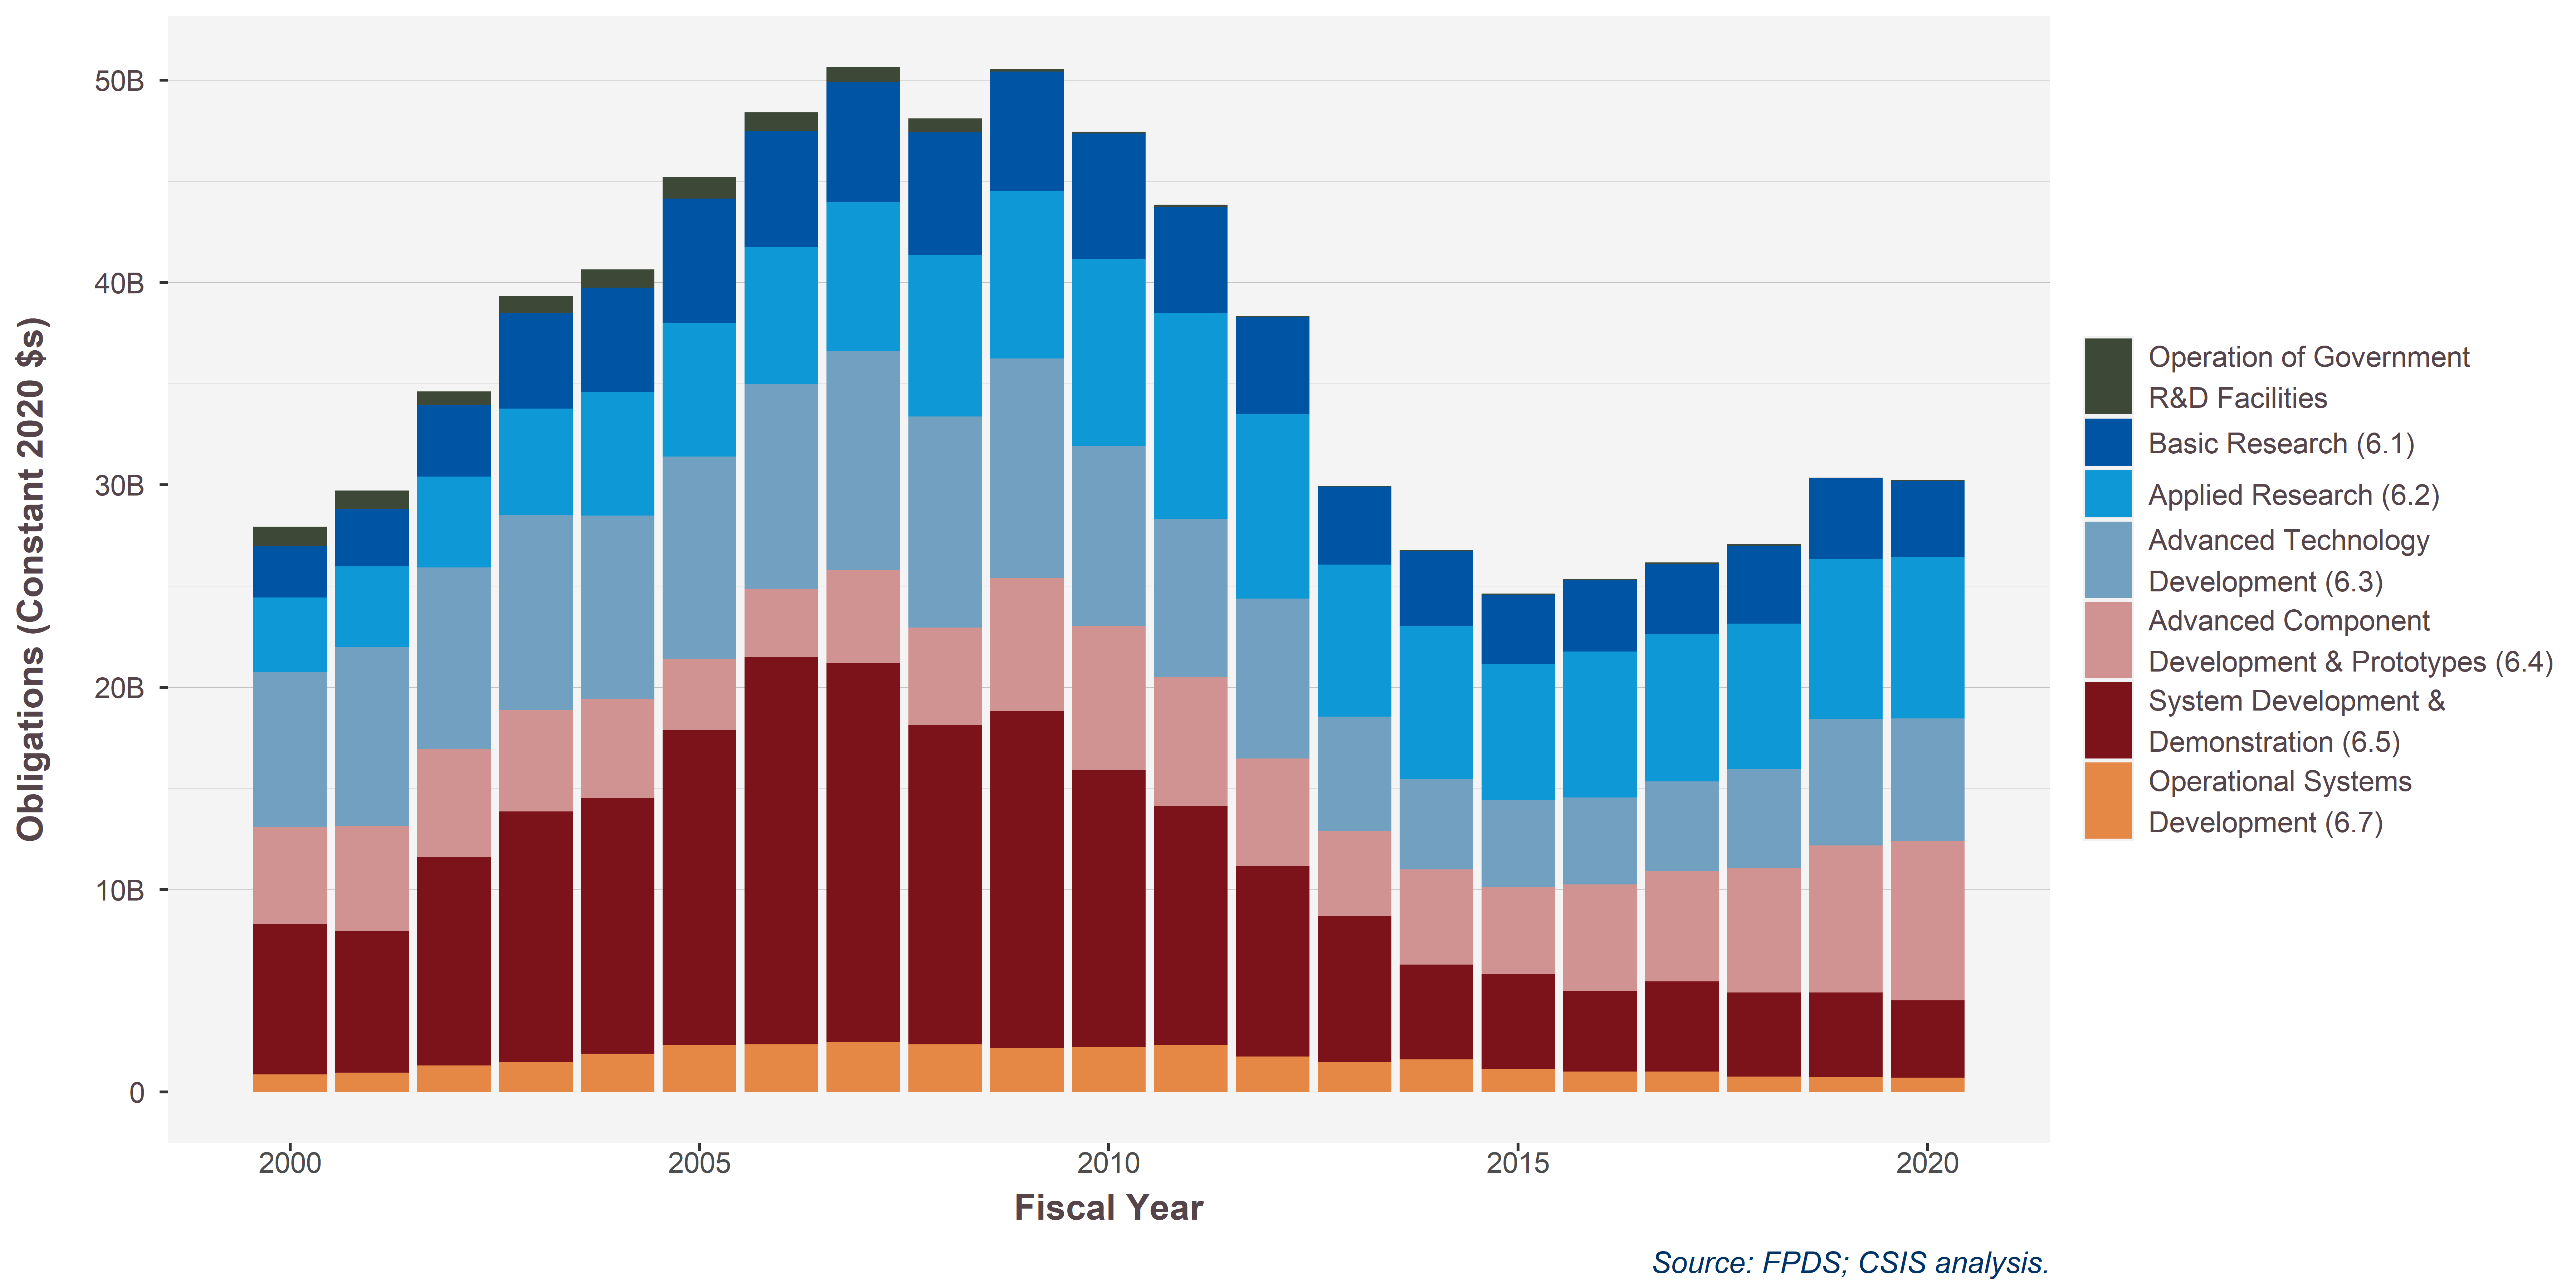 Obligations (Constant 2020 $s)
50B
40B
30B
20B
10B
0
2000
2005
2010
2015
2020
Fiscal Year
Operation of Government
R&D Facilities
Basic Research (6.1)
Applied Research (6.2)
Advanced Technology
Development (6.3)
Advanced Component
Development & Prototypes (6.4)
System Development &
Demonstration (6.5)
Operational Systems
Development (6.7)
Source: FPDS; CSIS analysis.